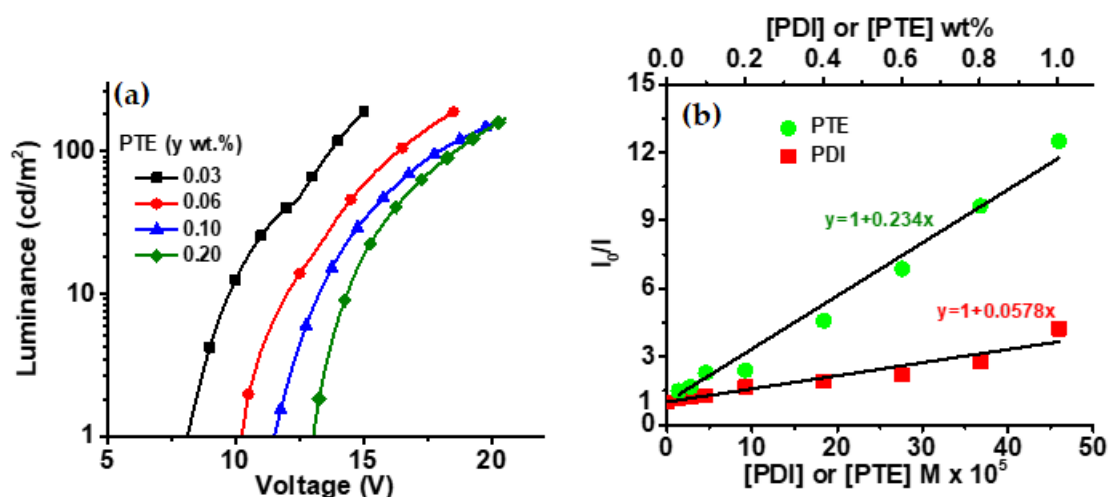 (a)
PTE (y wt.%)
0.03
0.06
0.10
0.20
Luminance (cd/m²)
100
10
1
5
10
15
20
Voltage (V)
[PDI] or [PTE] wt%
0.0 0.2 0.4 0.6 0.8 1.0
(b)
PTE
PDI
y=1+0.234x
y=1+0.0578x
I₀/I
15
12
9
6
3
1
0
0 10 20 30 40 50
[PDI] or [PTE] M x 10⁵